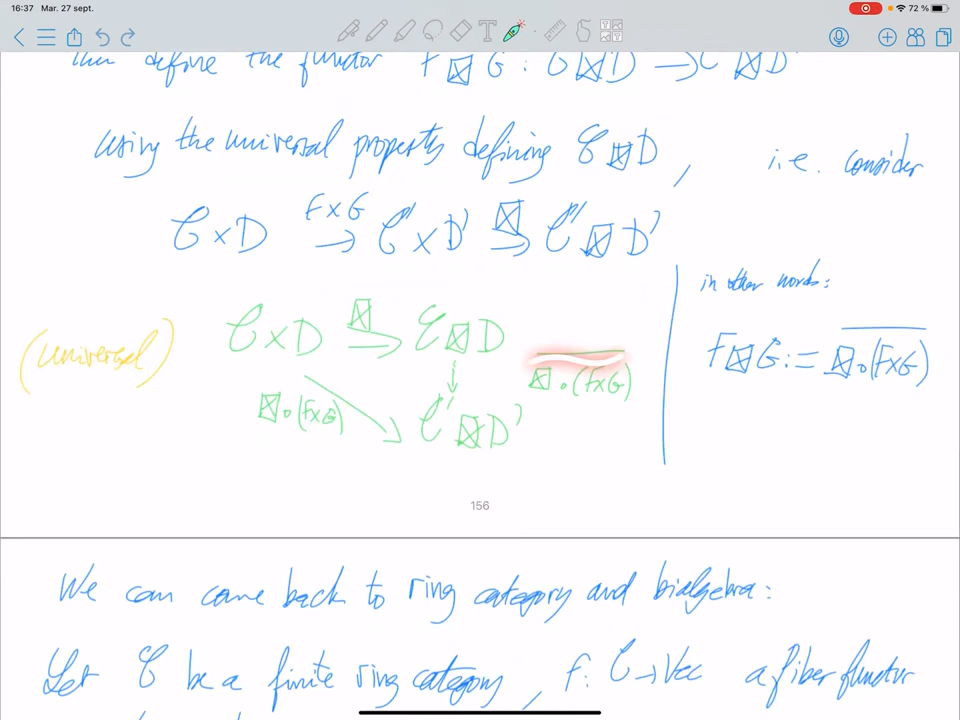 16:37 Mar. 27 sept. 72 %
then define the functor F ⊠ G : C ⊠ D → C' ⊠ D'
using the universal property defining C ⊠ D , i.e. consider
C × D F×G → C' × D' ⊠ → C' ⊠ D'
in other words:
(universal) C × D ⊠ → C ⊠ D
F ⊠ G := \overline{⊠ ∘ (F×G)}
\overline{⊠ ∘ (F×G)}
⊠ ∘ (F×G) C' ⊠ D'
156
We can come back to ring category and bialgebra:
Let C be a finite ring category , F: C → Vec a fiber functor